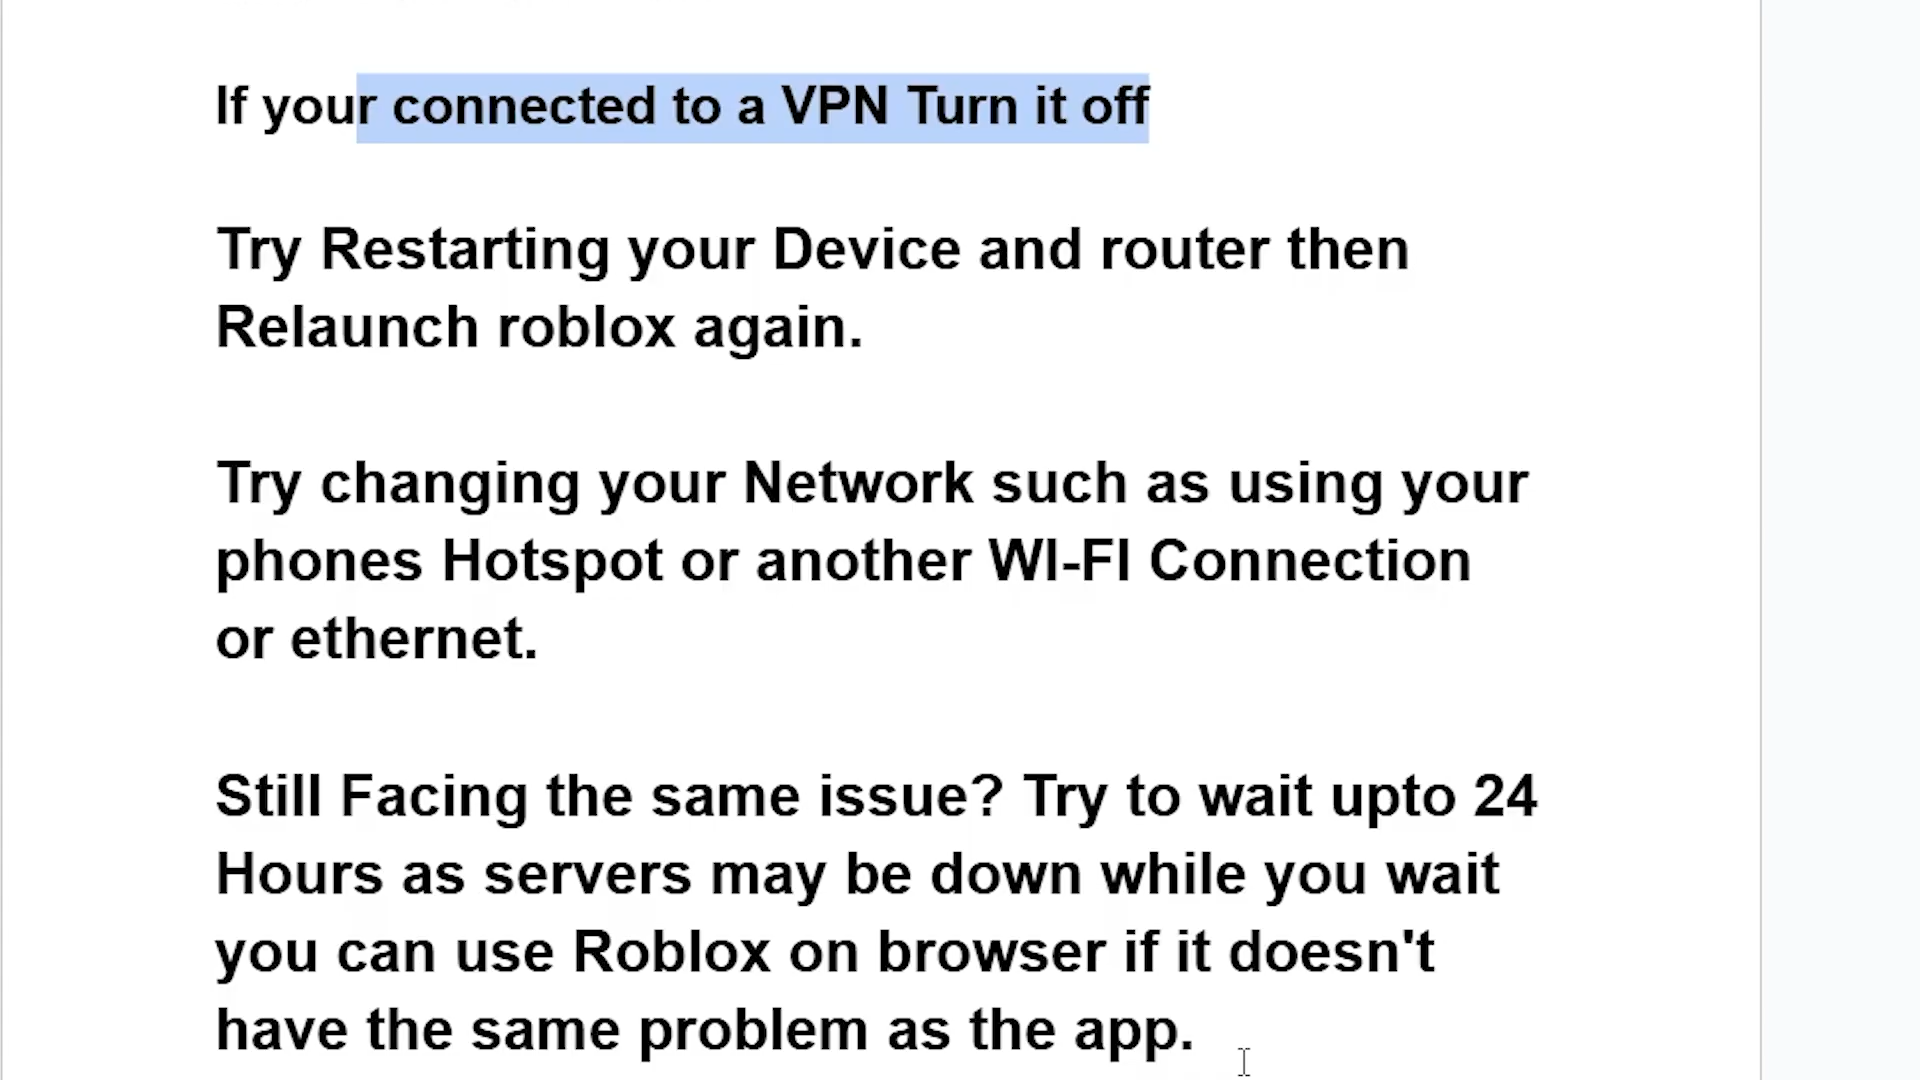 If your connected to a VPN Turn it off
Try Restarting your Device and router then
Relaunch roblox again.
Try changing your Network such as using your
phones Hotspot or another WI-FI Connection
or ethernet.
Still Facing the same issue? Try to wait upto 24
Hours as servers may be down while you wait
you can use Roblox on browser if it doesn't
have the same problem as the app.